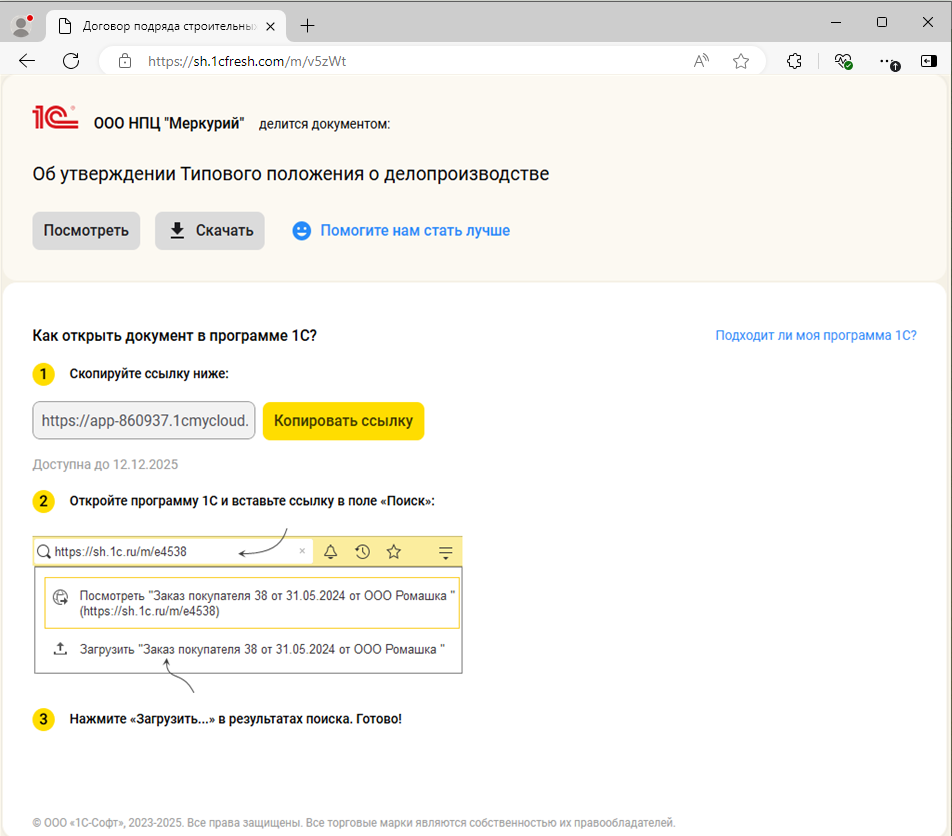 Договор подряда строительны
https://sh.1cfresh.com/m/v5zWt
1С ООО НПЦ "Меркурий" делится документом:
Об утверждении Типового положения о делопроизводстве
Посмотреть Скачать Помогите нам стать лучше
Как открыть документ в программе 1С? Подходит ли моя программа 1С?
1 Скопируйте ссылку ниже:
https://app-860937.1cmycloud. Копировать ссылку
Доступна до 12.12.2025
2 Откройте программу 1С и вставьте ссылку в поле «Поиск»:
https://sh.1c.ru/m/e4538
Посмотреть "Заказ покупателя 38 от 31.05.2024 от ООО Ромашка "
(https://sh.1c.ru/m/e4538)
Загрузить "Заказ покупателя 38 от 31.05.2024 от ООО Ромашка "
3 Нажмите «Загрузить...» в результатах поиска. Готово!
© ООО «1С-Софт», 2023-2025. Все права защищены. Все торговые марки являются собственностью их правообладателей.